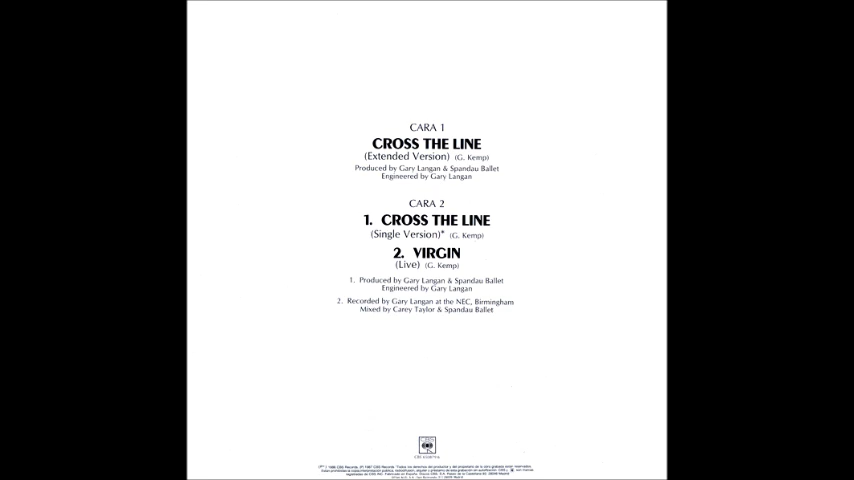 CARA 1
CROSS THE LINE
(Extended Version) (G. Kemp)
Produced by Gary Langan & Spandau Ballet
Engineered by Gary Langan
CARA 2
1. CROSS THE LINE
(Single Version)* (G. Kemp)
2. VIRGIN
(Live) (G. Kemp)
1. Produced by Gary Langan & Spandau Ballet
Engineered by Gary Langan
2. Recorded by Gary Langan at the NEC, Birmingham
Mixed by Carey Taylor & Spandau Ballet
CBS